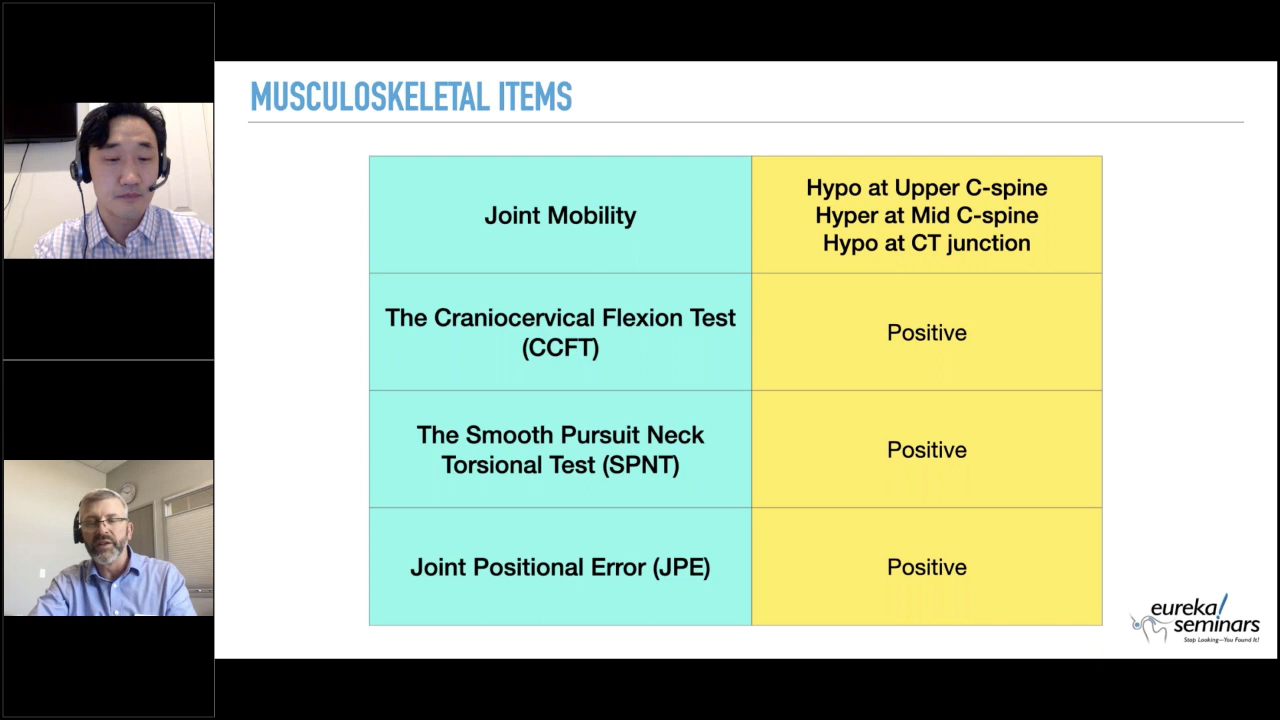 MUSCULOSKELETAL ITEMS
Joint Mobility
Hypo at Upper C-spine
Hyper at Mid C-spine
Hypo at CT junction
The Craniocervical Flexion Test
(CCFT)
Positive
The Smooth Pursuit Neck
Torsional Test (SPNT)
Positive
Joint Positional Error (JPE)
Positive
eureka!
seminars
Stop Looking—You Found It!